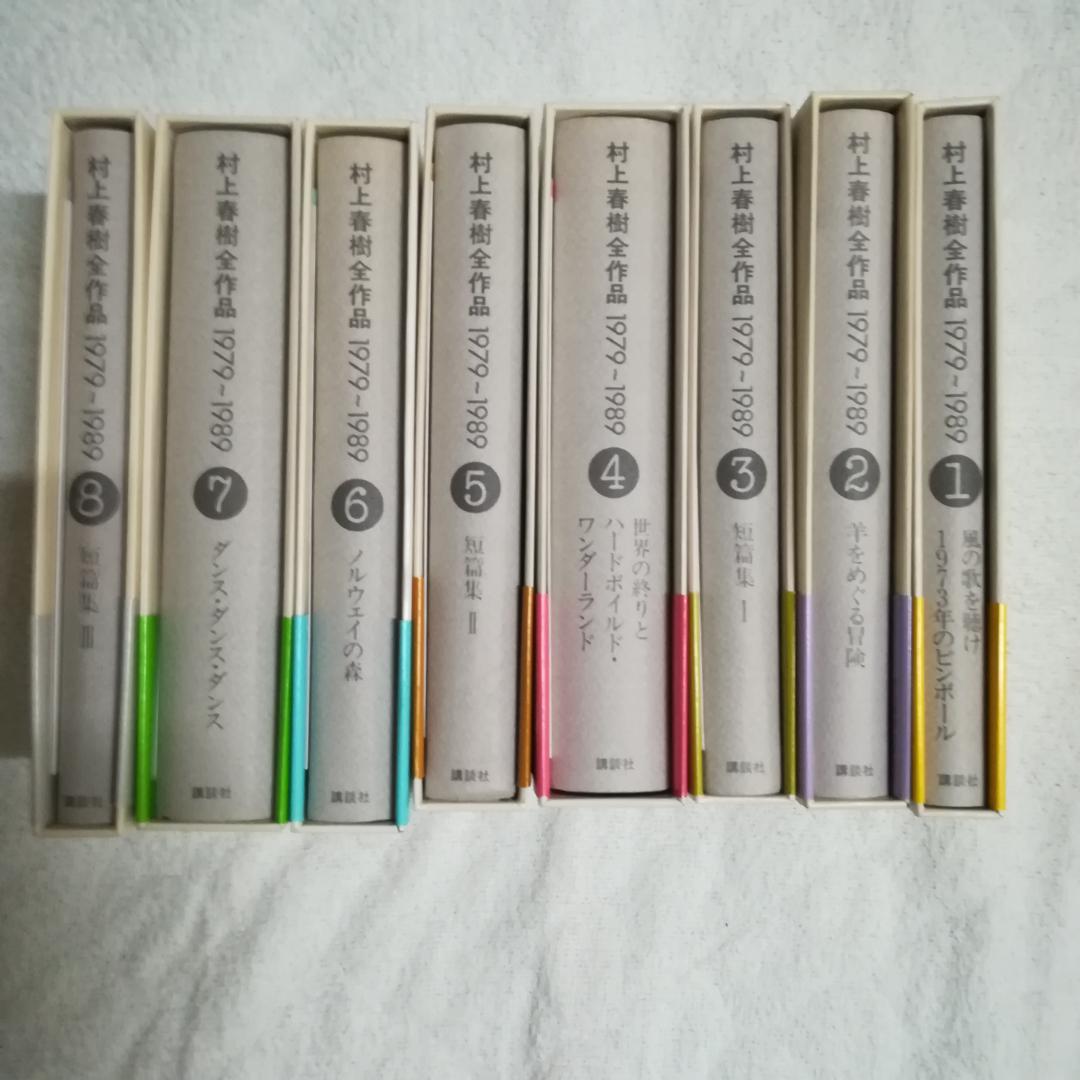 村上春樹全作品 1979~1989
8
短篇集 Ⅲ
講談社
村上春樹全作品 1979~1989
7
ダンス・ダンス・ダンス
講談社
村上春樹全作品 1979~1989
6
ノルウェイの森
講談社
村上春樹全作品 1979~1989
5
短篇集 Ⅱ
講談社
村上春樹全作品 1979~1989
4
世界の終りと
ハードボイルド・
ワンダーランド
講談社
村上春樹全作品 1979~1989
3
短篇集 Ⅰ
講談社
村上春樹全作品 1979~1989
2
羊をめぐる冒険
講談社
村上春樹全作品 1979~1989
1
風の歌を聴け
1973年のピンボール
講談社